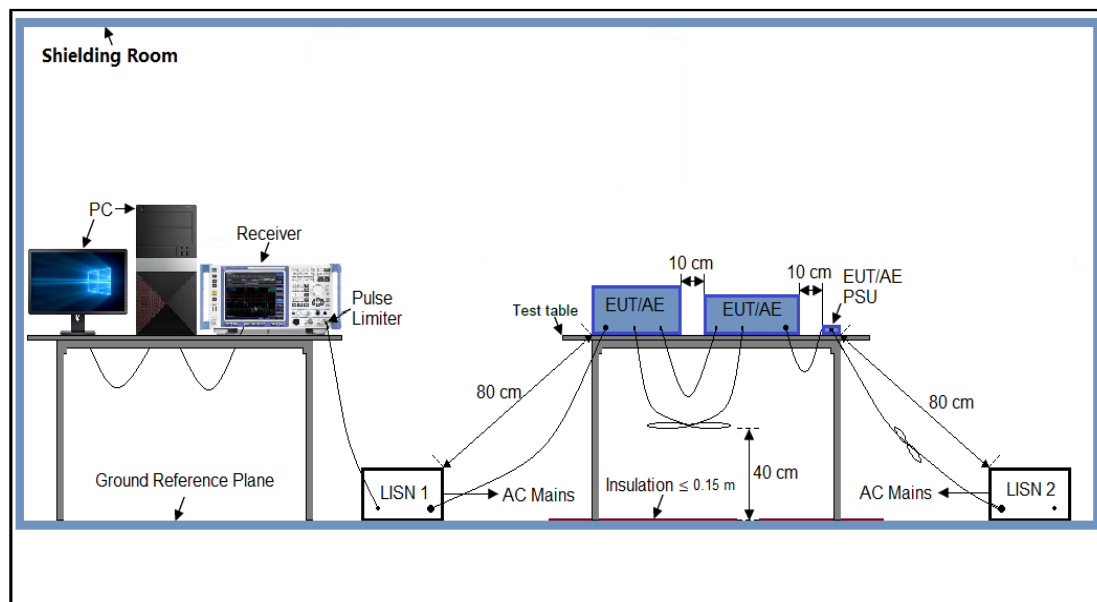 Shielding Room
PC
Receiver
Pulse
Limiter
Test table
EUT/AE
10 cm
EUT/AE
10 cm
EUT/AE
PSU
80 cm
80 cm
40 cm
Ground Reference Plane
LISN 1
AC Mains
Insulation ≤ 0.15 m
AC Mains
LISN 2